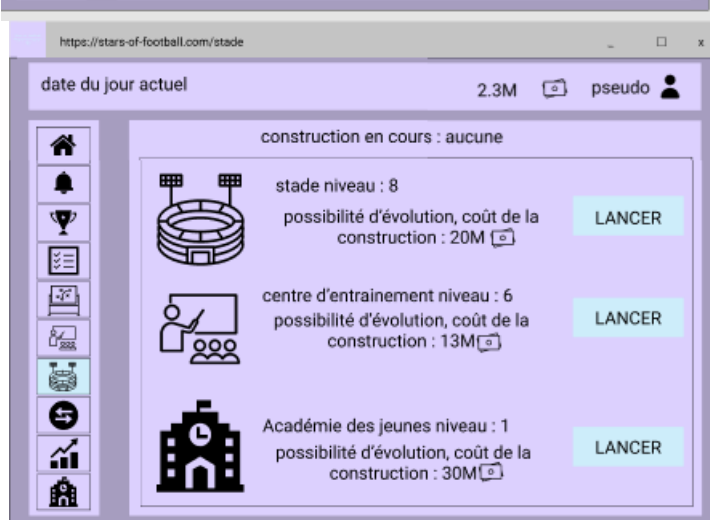 https://stars-of-football.com/stade
_ □ x
date du jour actuel
2.3M
pseudo
construction en cours : aucune
stade niveau : 8
possibilité d'évolution, coût de la
construction : 20M
LANCER
centre d'entrainement niveau : 6
possibilité d'évolution, coût de la
construction : 13M
LANCER
Académie des jeunes niveau : 1
possibilité d'évolution, coût de la
construction : 30M
LANCER